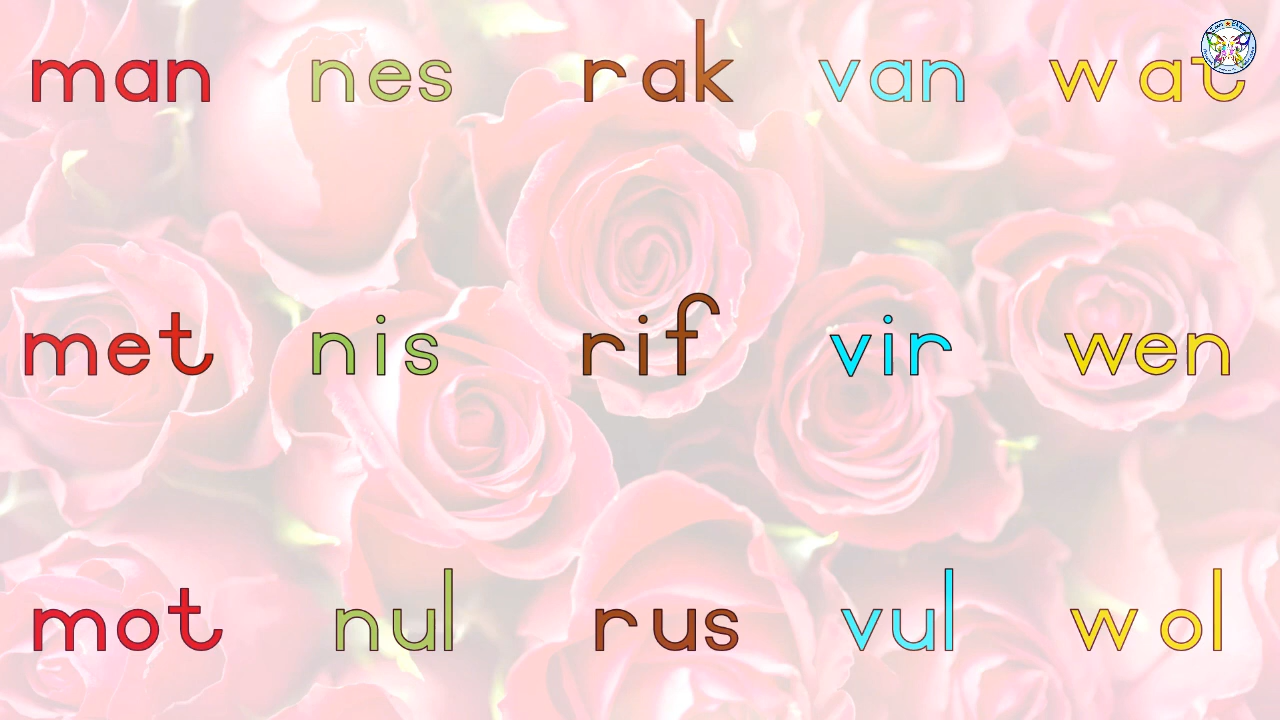 man nes rak van wat
met nis rif vir wen
mot nul rus vul wol